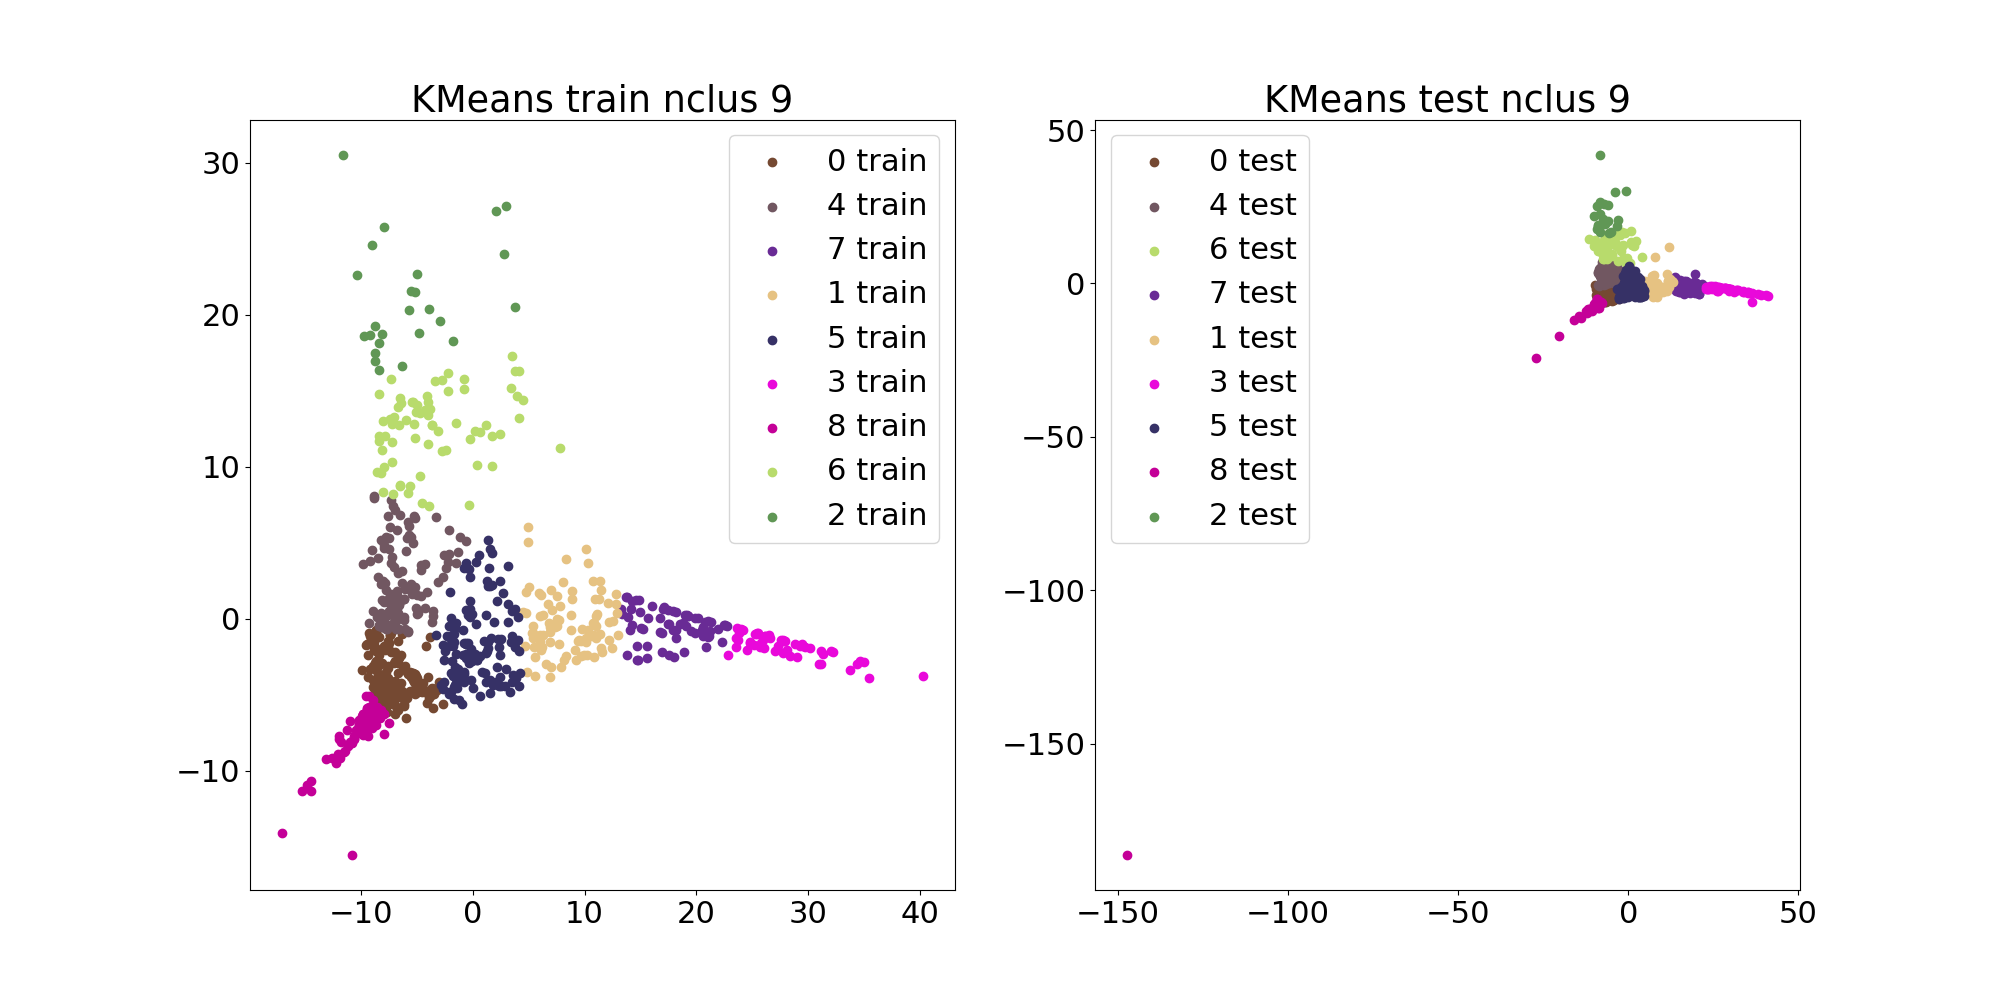 KMeans train nclus 9
30
20
10
0
−10
−10
0
10
20
30
40
0 train
4 train
7 train
1 train
5 train
3 train
8 train
6 train
2 train
KMeans test nclus 9
50
0
−50
−100
−150
−150
−100
−50
0
50
0 test
4 test
6 test
7 test
1 test
3 test
5 test
8 test
2 test